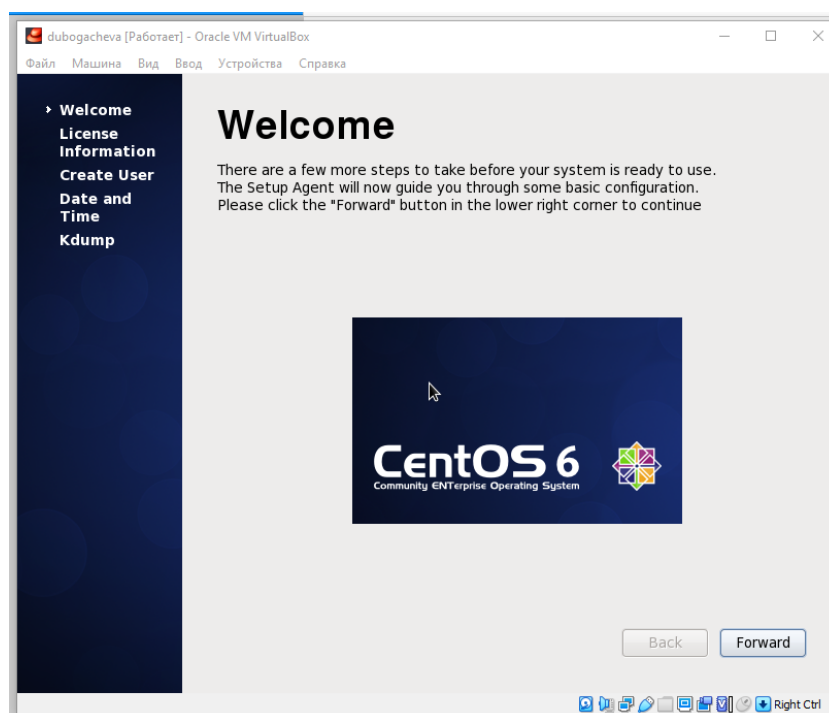 dubogacheva [Работает] - Oracle VM VirtualBox
Файл Машина Вид Ввод Устройства Справка
Welcome
License
Information
Create User
Date and
Time
Kdump
Welcome
There are a few more steps to take before your system is ready to use.
The Setup Agent will now guide you through some basic configuration.
Please click the "Forward" button in the lower right corner to continue
CentOS 6
Community ENTerprise Operating System
Back
Forward
Right Ctrl